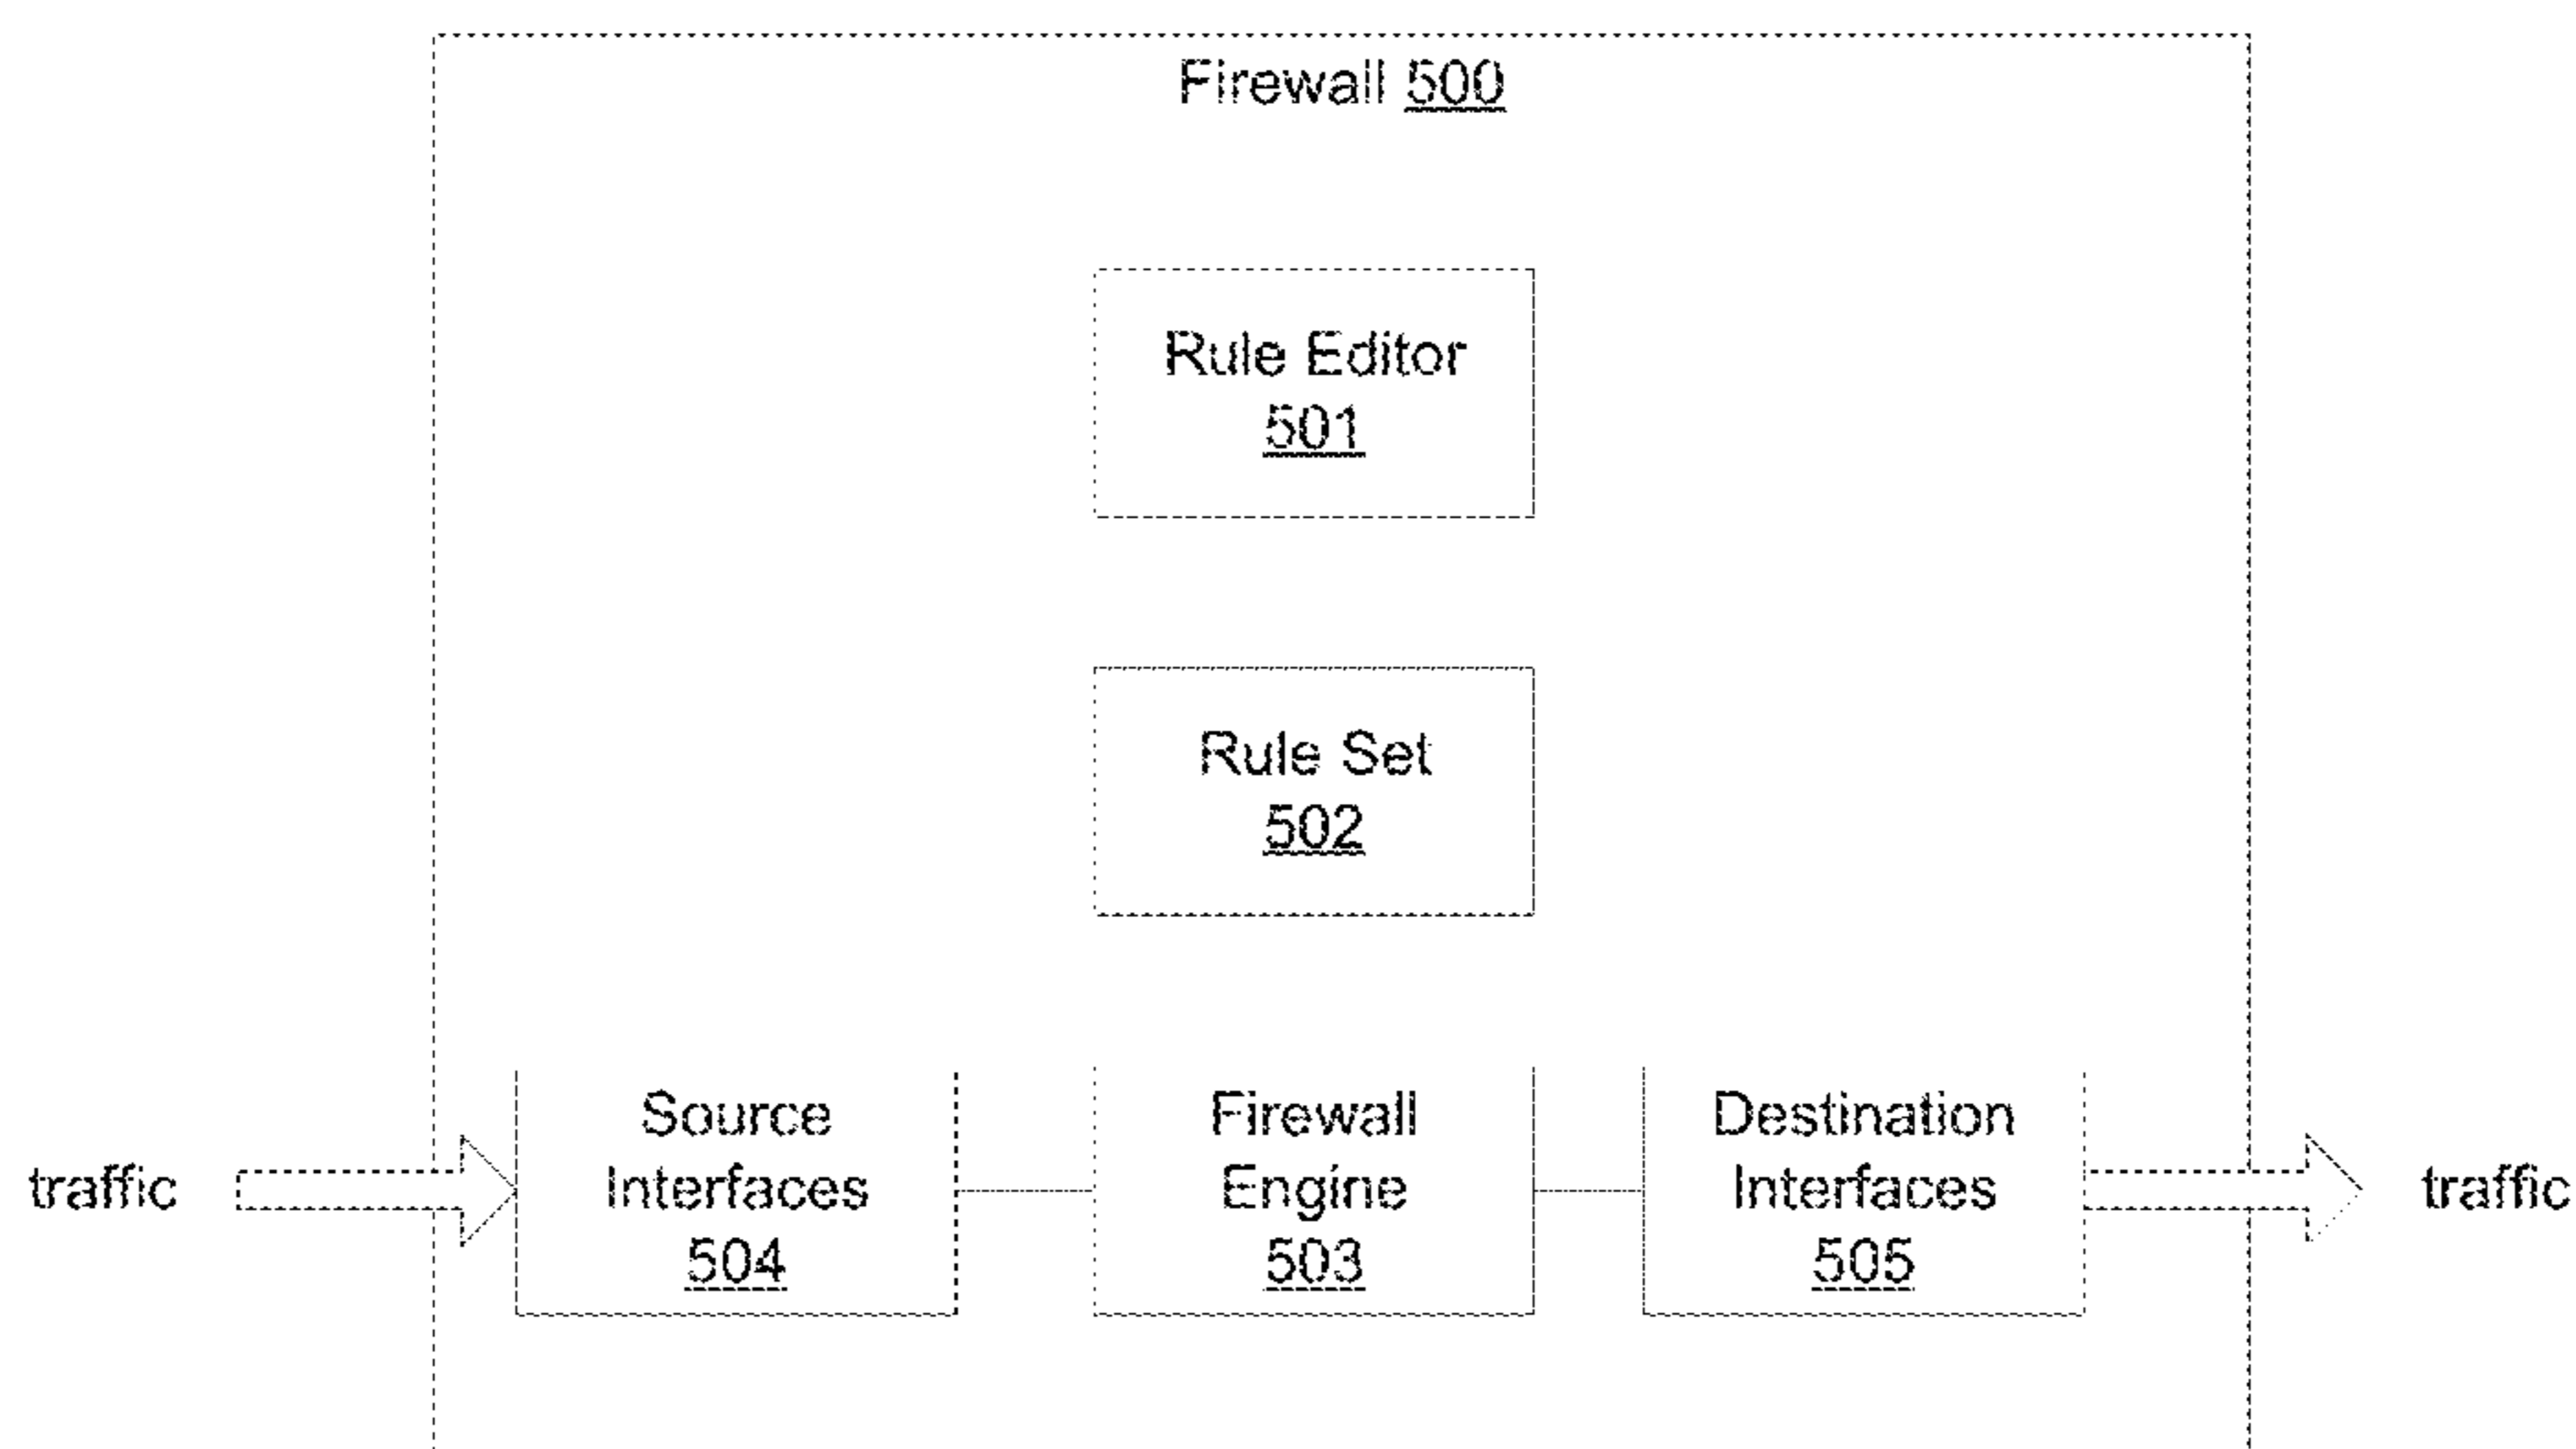 Firewall 500
Rule Editor
501
Rule Set
502
Source
Interfaces
504
Firewall
Engine
503
Destination
Interfaces
505
traffic
traffic